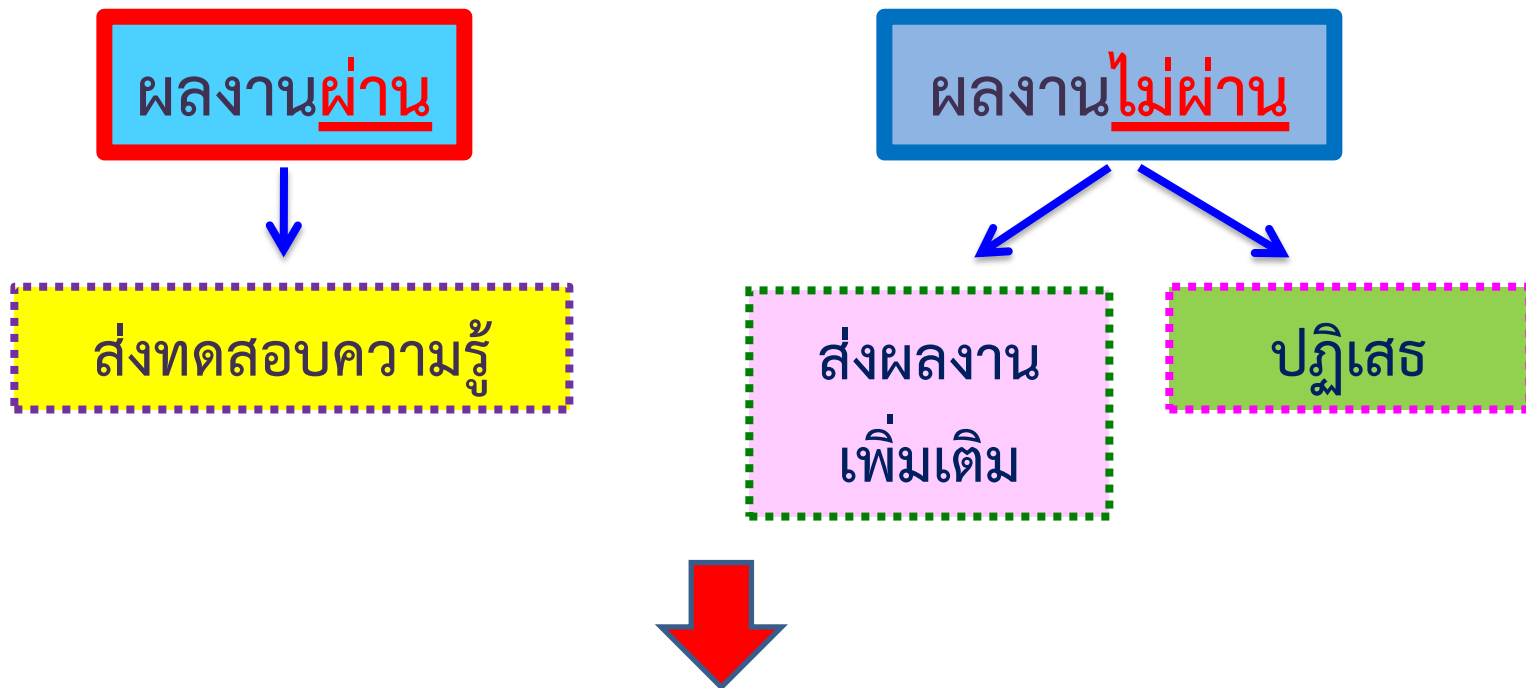 ผลงานผ่าน
ผลงานไม่ผ่าน
ส่งทดสอบความรู้
ส่งผลงาน
เพิ่มเติม
ปฏิเสธ